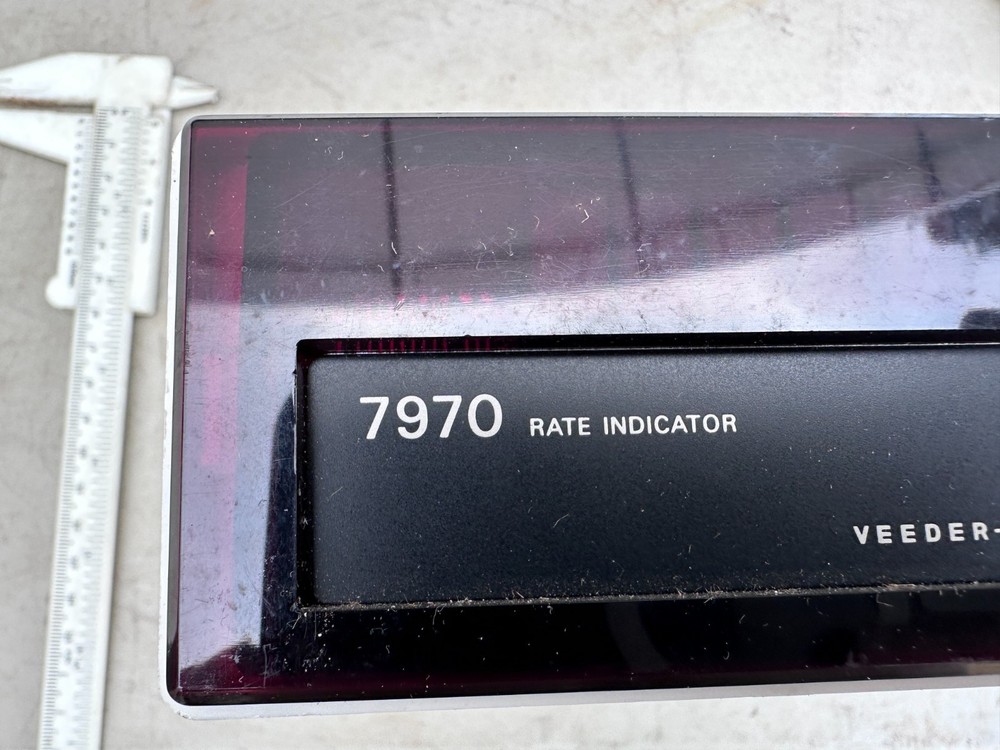 7970 RATE INDICATOR
VEEDER-